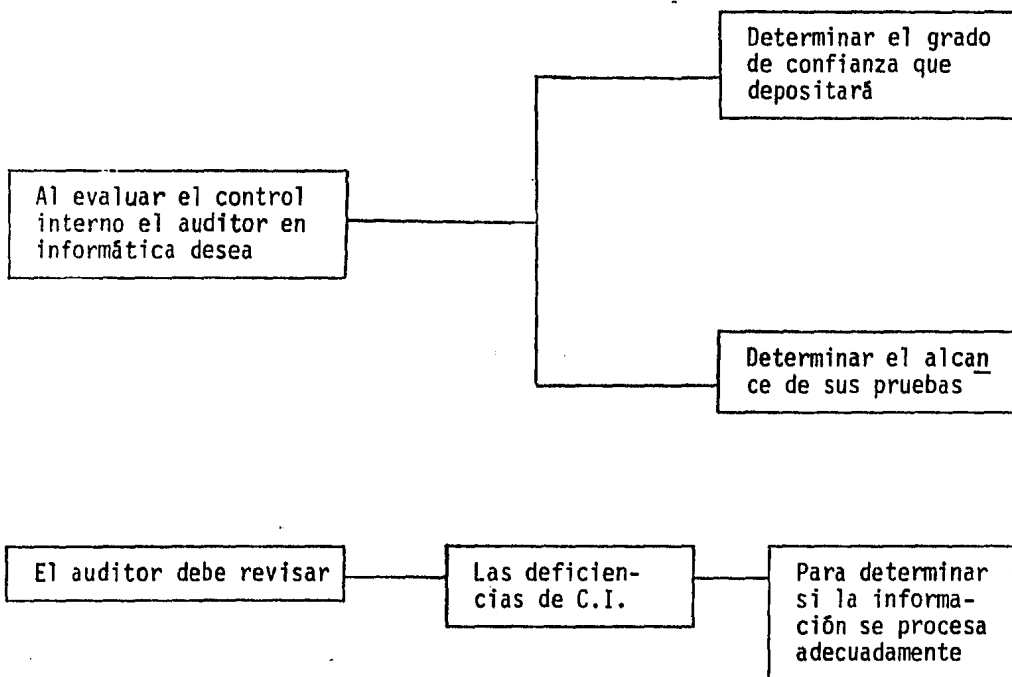 Determinar el grado
de confianza que
depositará
Al evaluar el control
interno el auditor en
informática desea
Determinar el alcan
ce de sus pruebas
El auditor debe revisar
Las deficien-
cias de C.I.
Para determinar
si la informa-
ción se procesa
adecuadamente